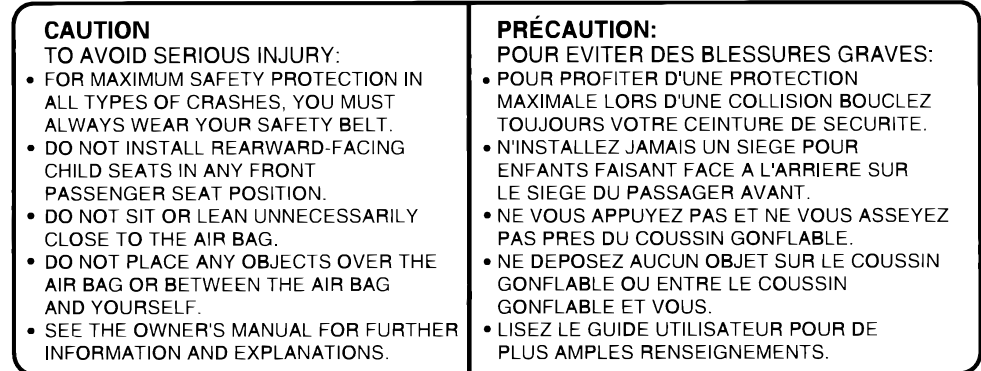 CAUTION
TO AVOID SERIOUS INJURY:
• FOR MAXIMUM SAFETY PROTECTION IN
ALL TYPES OF CRASHES, YOU MUST
ALWAYS WEAR YOUR SAFETY BELT.
• DO NOT INSTALL REARWARD-FACING
CHILD SEATS IN ANY FRONT
PASSENGER SEAT POSITION.
• DO NOT SIT OR LEAN UNNECESSARILY
CLOSE TO THE AIR BAG.
• DO NOT PLACE ANY OBJECTS OVER THE
AIR BAG OR BETWEEN THE AIR BAG
AND YOURSELF.
• SEE THE OWNER'S MANUAL FOR FURTHER
INFORMATION AND EXPLANATIONS.
PRÉCAUTION:
POUR EVITER DES BLESSURES GRAVES:
• POUR PROFITER D'UNE PROTECTION
MAXIMALE LORS D'UNE COLLISION BOUCLEZ
TOUJOURS VOTRE CEINTURE DE SECURITE.
• N'INSTALLEZ JAMAIS UN SIEGE POUR
ENFANTS FAISANT FACE A L'ARRIERE SUR
LE SIEGE DU PASSAGER AVANT.
• NE VOUS APPUYEZ PAS ET NE VOUS ASSEYEZ
PAS PRES DU COUSSIN GONFLABLE.
• NE DEPOSEZ AUCUN OBJET SUR LE COUSSIN
GONFLABLE OU ENTRE LE COUSSIN
GONFLABLE ET VOUS.
• LISEZ LE GUIDE UTILISATEUR POUR DE
PLUS AMPLES RENSEIGNEMENTS.